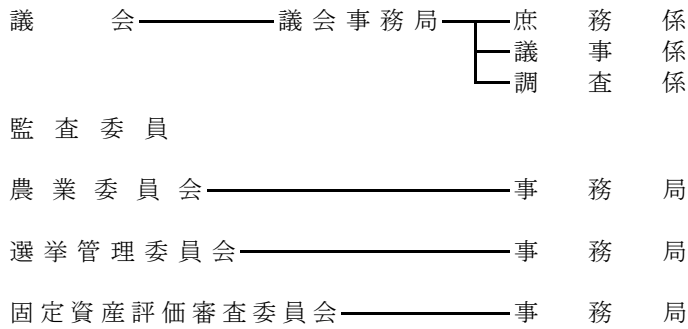 議会 議会事務局 庶務係
議事係
調査係
監査委員
農業委員会 事務局
選挙管理委員会 事務局
固定資産評価審査委員会 事務局